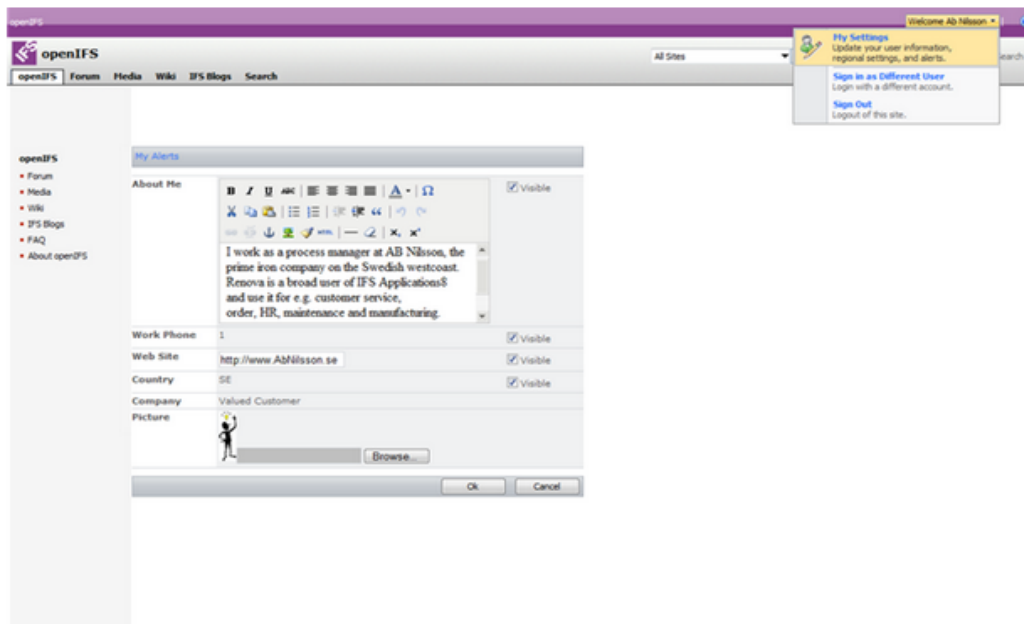 openIFS
Welcome Ab Nilsson
openIFS
All Sites
My Settings
Update your user information,
regional settings, and alerts.
Sign in as Different User
Login with a different account.
Sign Out
Logout of this site.
openIFS Forum Media Wiki IFS Blogs Search
openIFS
Forum
Media
Wiki
IFS Blogs
FAQ
About openIFS
My Alerts
About Me
B I U ABC A Ω
HTML x, x'
I work as a process manager at AB Nilsson, the
prime iron company on the Swedish westcoast.
Renova is a broad user of IFS Applications8
and use it for e.g. customer service,
order, HR, maintenance and manufacturing.
Visible
Work Phone 1 Visible
Web Site http://www.AbNilsson.se Visible
Country SE Visible
Company Valued Customer
Picture
Browse...
Ok Cancel